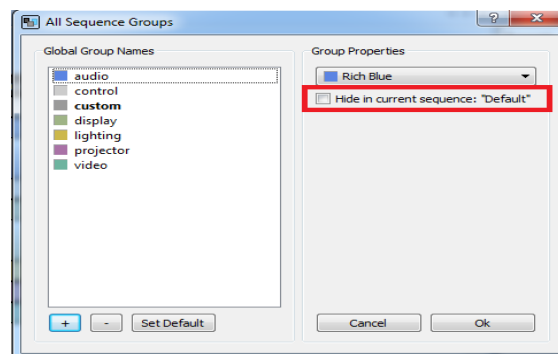 All Sequence Groups
Global Group Names
audio
control
custom
display
lighting
projector
video
+
-
Set Default
Group Properties
Rich Blue
Hide in current sequence: "Default"
Cancel
Ok